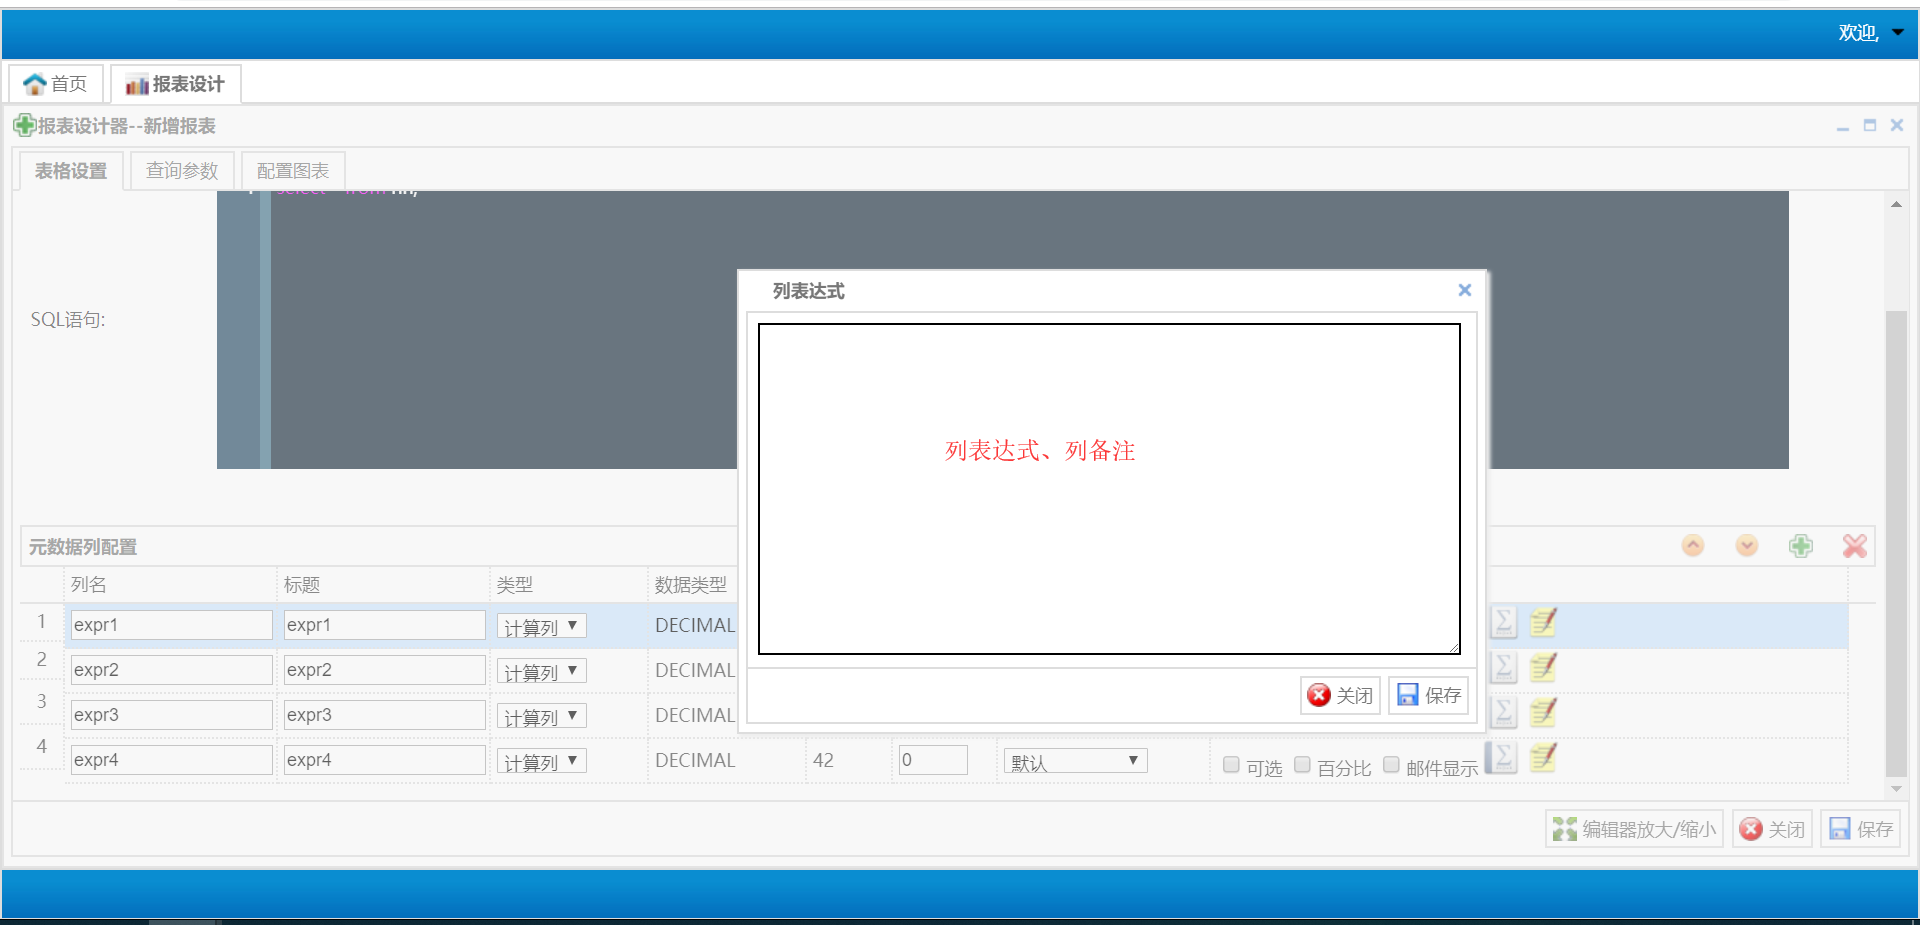 欢迎,
首页
报表设计
报表设计器--新增报表
表格设置
查询参数
配置图表
SQL语句:
列表达式
列表达式、列备注
关闭
保存
元数据列配置
列名 标题 类型 数据类型
1 expr1 expr1 计算列 DECIMAL
2 expr2 expr2 计算列 DECIMAL
3 expr3 expr3 计算列 DECIMAL
4 expr4 expr4 计算列 DECIMAL 42 0 默认 可选 百分比 邮件显示
编辑器放大/缩小
关闭
保存